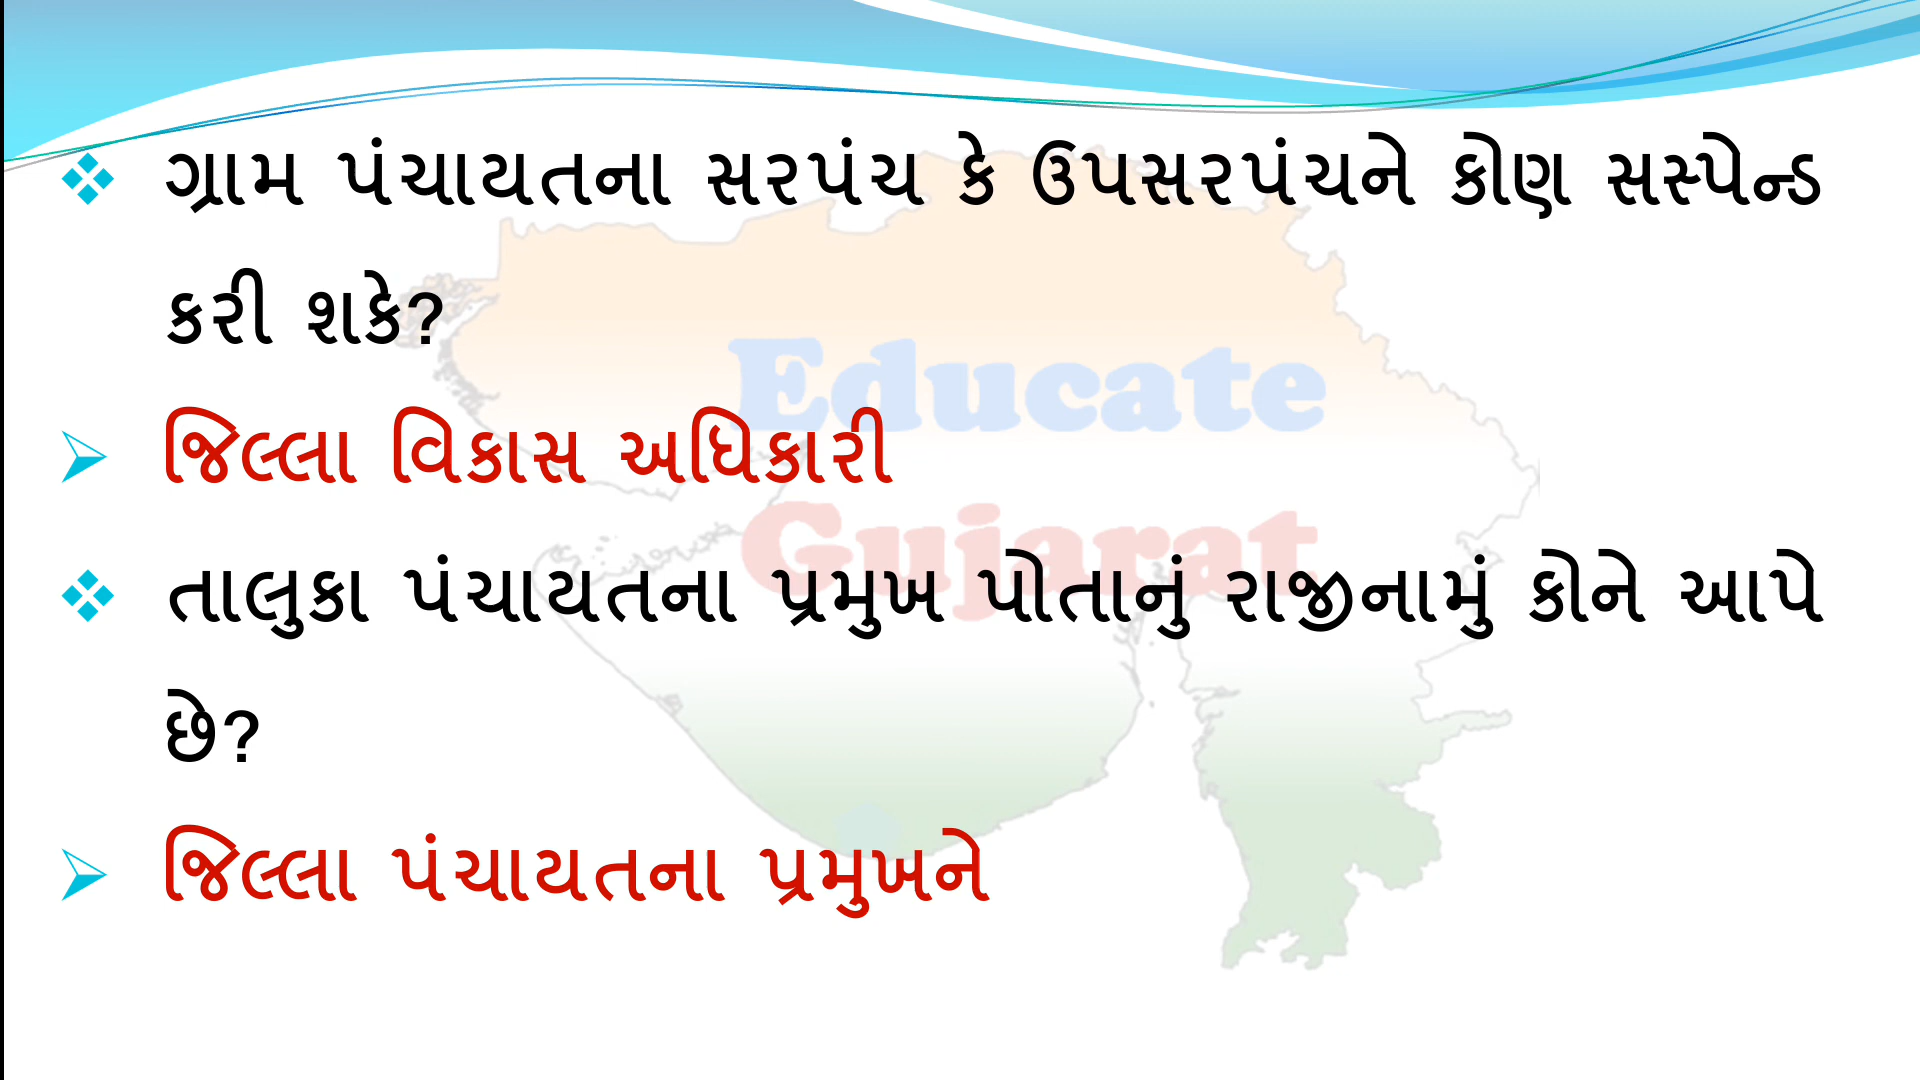 ગ્રામ પંચાયતના સરપંચ કે ઉપસરપંચને કોણ સસ્પેન્ડ
કરી શકે?
જિલ્લા વિકાસ અધિકારી
Educate
Gujarat
તાલુકા પંચાયતના પ્રમુખ પોતાનું રાજીનામું કોને આપે
છે?
જિલ્લા પંચાયતના પ્રમુખને